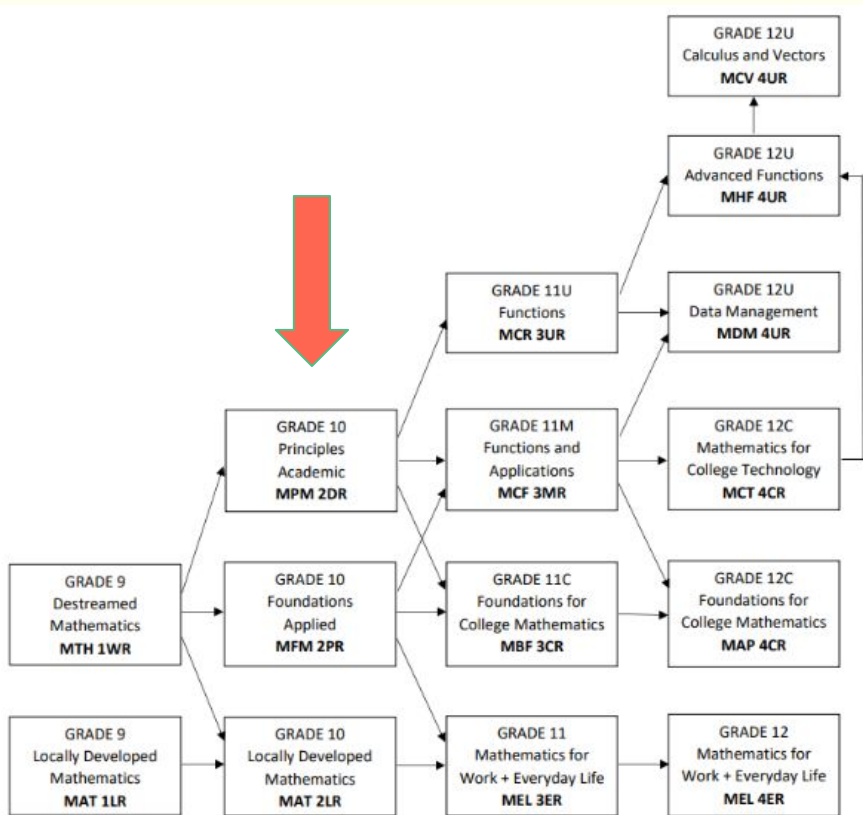 GRADE 12U
Calculus and Vectors
MCV 4UR
GRADE 12U
Advanced Functions
MHF 4UR
GRADE 11U
Functions
MCR 3UR
GRADE 12U
Data Management
MDM 4UR
GRADE 10
Principles
Academic
MPM 2DR
GRADE 11M
Functions and
Applications
MCF 3MR
GRADE 12C
Mathematics for
College Technology
MCT 4CR
GRADE 9
Destreamed
Mathematics
MTH 1WR
GRADE 10
Foundations
Applied
MFM 2PR
GRADE 11C
Foundations for
College Mathematics
MBF 3CR
GRADE 12C
Foundations for
College Mathematics
MAP 4CR
GRADE 9
Locally Developed
Mathematics
MAT 1LR
GRADE 10
Locally Developed
Mathematics
MAT 2LR
GRADE 11
Mathematics for
Work + Everyday Life
MEL 3ER
GRADE 12
Mathematics for
Work + Everyday Life
MEL 4ER